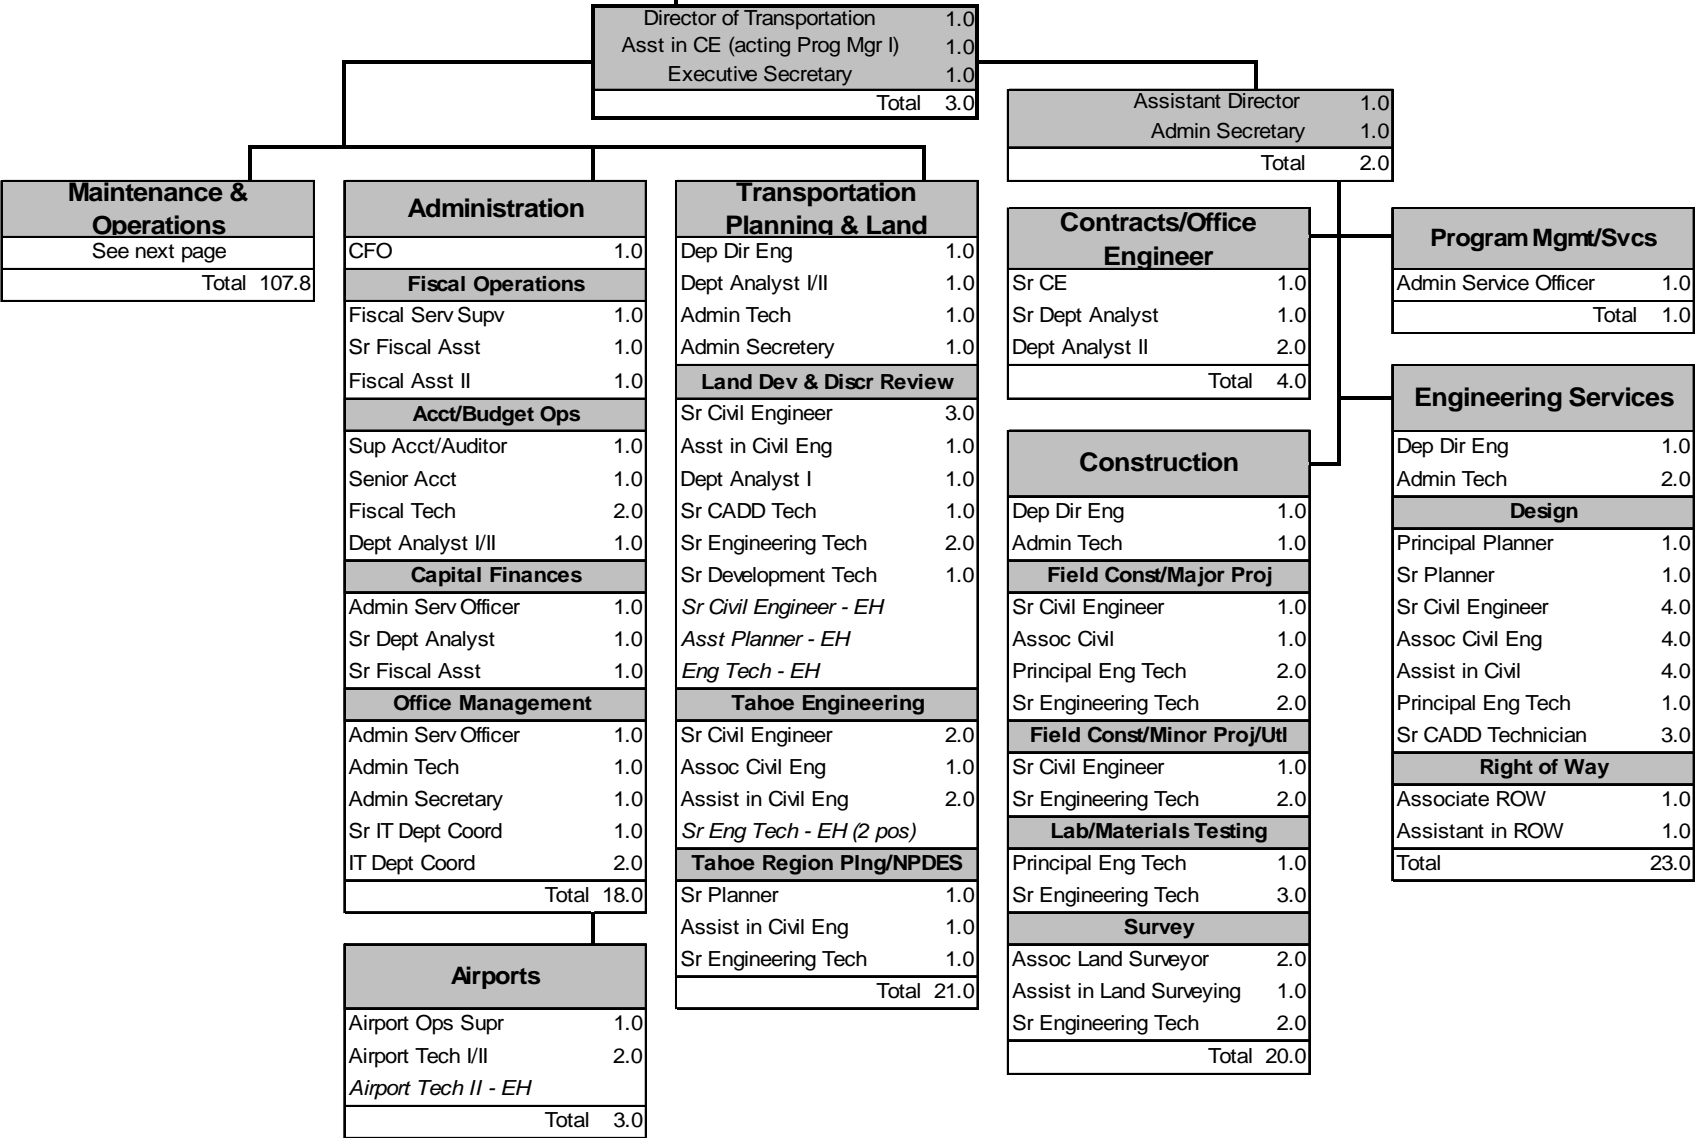 Director of Transportation 1.0
Asst in CE (acting Prog Mgr I) 1.0
Executive Secretary 1.0
Total 3.0
Assistant Director 1.0
Admin Secretary 1.0
Total 2.0
Maintenance &
Operations
See next page
Total 107.8
Administration
CFO 1.0
Fiscal Operations
Fiscal Serv Supv 1.0
Sr Fiscal Asst 1.0
Fiscal Asst II 1.0
Acct/Budget Ops
Sup Acct/Auditor 1.0
Senior Acct 1.0
Fiscal Tech 2.0
Dept Analyst I/II 1.0
Capital Finances
Admin Serv Officer 1.0
Sr Dept Analyst 1.0
Sr Fiscal Asst 1.0
Office Management
Admin Serv Officer 1.0
Admin Tech 1.0
Admin Secretary 1.0
Sr IT Dept Coord 1.0
IT Dept Coord 2.0
Total 18.0
Airports
Airport Ops Supr 1.0
Airport Tech I/II 2.0
Airport Tech II - EH
Total 3.0
Transportation
Planning & Land
Dep Dir Eng 1.0
Dept Analyst I/II 1.0
Admin Tech 1.0
Admin Secretery 1.0
Land Dev & Discr Review
Sr Civil Engineer 3.0
Asst in Civil Eng 1.0
Dept Analyst I 1.0
Sr CADD Tech 1.0
Sr Engineering Tech 2.0
Sr Development Tech 1.0
Sr Civil Engineer - EH
Asst Planner - EH
Eng Tech - EH
Tahoe Engineering
Sr Civil Engineer 2.0
Assoc Civil Eng 1.0
Assist in Civil Eng 2.0
Sr Eng Tech - EH (2 pos)
Tahoe Region Plng/NPDES
Sr Planner 1.0
Assist in Civil Eng 1.0
Sr Engineering Tech 1.0
Total 21.0
Contracts/Office
Engineer
Sr CE 1.0
Sr Dept Analyst 1.0
Dept Analyst II 2.0
Total 4.0
Construction
Dep Dir Eng 1.0
Admin Tech 1.0
Field Const/Major Proj
Sr Civil Engineer 1.0
Assoc Civil 1.0
Principal Eng Tech 2.0
Sr Engineering Tech 2.0
Field Const/Minor Proj/Utl
Sr Civil Engineer 1.0
Sr Engineering Tech 2.0
Lab/Materials Testing
Principal Eng Tech 1.0
Sr Engineering Tech 3.0
Survey
Assoc Land Surveyor 2.0
Assist in Land Surveying 1.0
Sr Engineering Tech 2.0
Total 20.0
Program Mgmt/Svcs
Admin Service Officer 1.0
Total 1.0
Engineering Services
Dep Dir Eng 1.0
Admin Tech 2.0
Design
Principal Planner 1.0
Sr Planner 1.0
Sr Civil Engineer 4.0
Assoc Civil Eng 4.0
Assist in Civil 4.0
Principal Eng Tech 1.0
Sr CADD Technician 3.0
Right of Way
Associate ROW 1.0
Assistant in ROW 1.0
Total 23.0